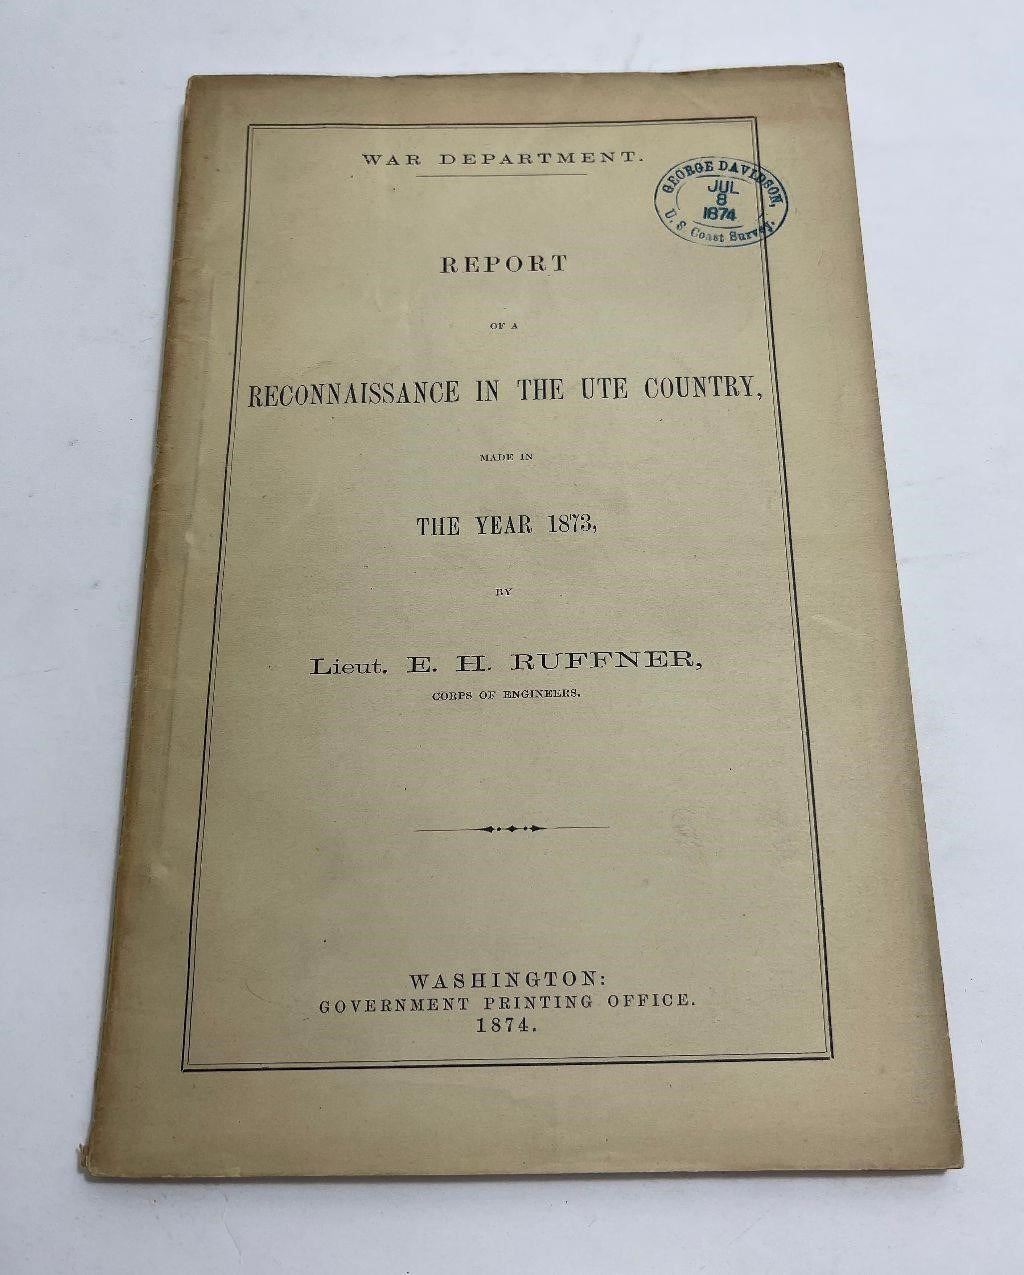 WAR DEPARTMENT.
GEORGE DAVIDSON,
JUL
8
1874
U. S. Coast Survey.
REPORT
OF A
RECONNAISSANCE IN THE UTE COUNTRY,
MADE IN
THE YEAR 1873,
BY
Lieut. E. H. RUFFNER,
CORPS OF ENGINEERS.
WASHINGTON:
GOVERNMENT PRINTING OFFICE.
1874.